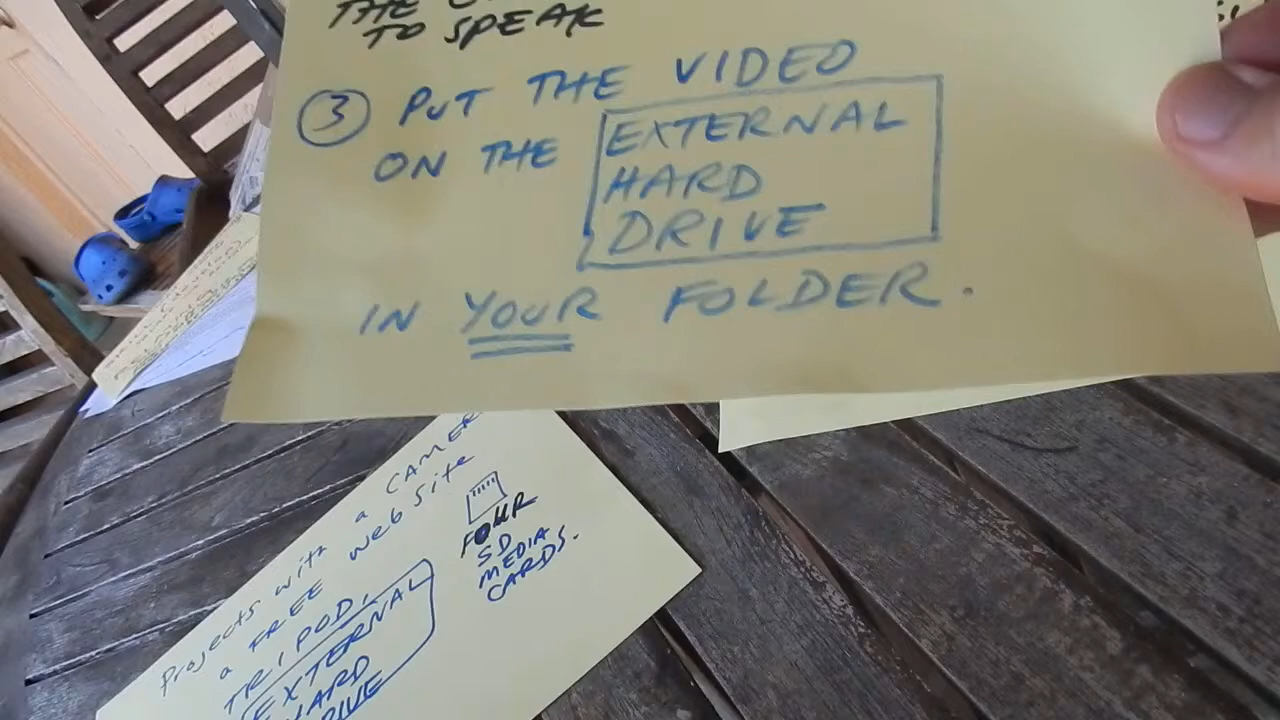 TO SPEAK
3 PUT THE VIDEO
ON THE EXTERNAL
HARD
DRIVE
IN YOUR FOLDER.
Projects with a CAMER
a FREE web site
TRIPOD,
EXTERNAL
HARD
DRIVE
FOUR
SD
MEDIA
CARDS.